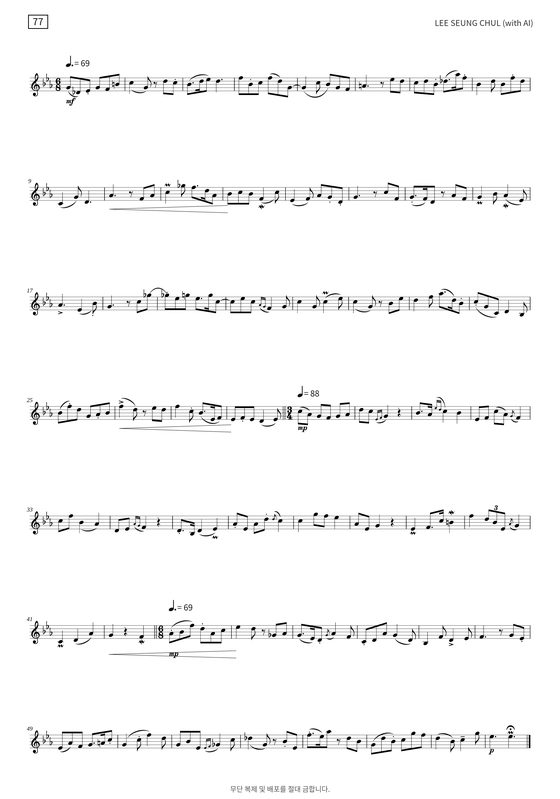 77
LEE SEUNG CHUL (with AI)
= 69
mf
9
17
25
= 88
mp
33
3
41
= 69
mp
49
p
무단 복제 및 배포를 절대 금합니다.